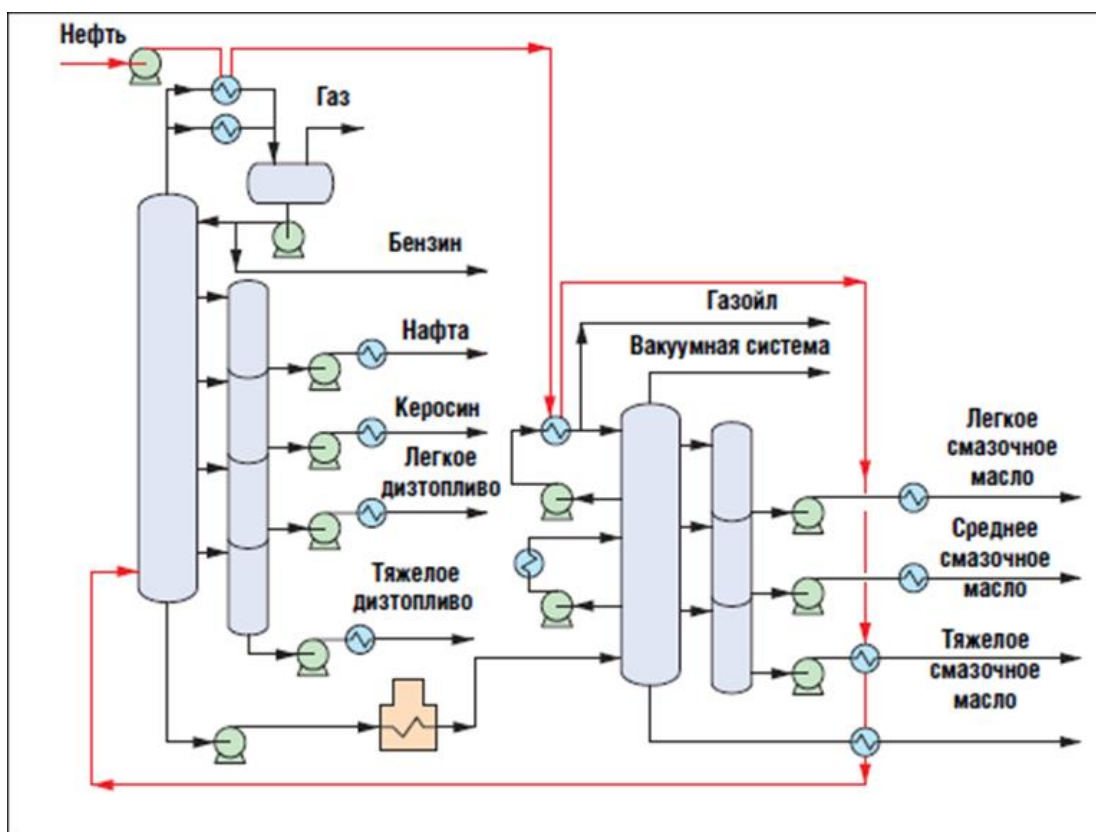 Нефть
Газ
Бензин
Нафта
Керосин
Легкое
дизтопливо
Тяжелое
дизтопливо
Газойл
Вакуумная система
Легкое
смазочное
масло
Среднее
смазочное
масло
Тяжелое
смазочное
масло